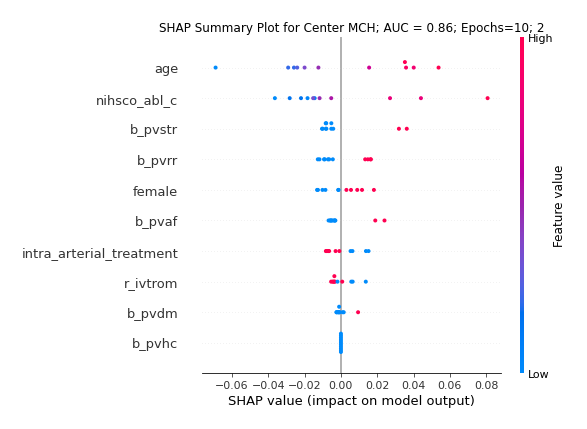 SHAP Summary Plot for Center MCH; AUC = 0.86; Epochs=10; 2
High
age
nihsco_abl_c
b_pvstr
b_pvrr
female
b_pvaf
intra_arterial_treatment
r_ivtrom
b_pvdm
b_pvhc
Feature value
Low
−0.06 −0.04 −0.02 0.00 0.02 0.04 0.06 0.08
SHAP value (impact on model output)